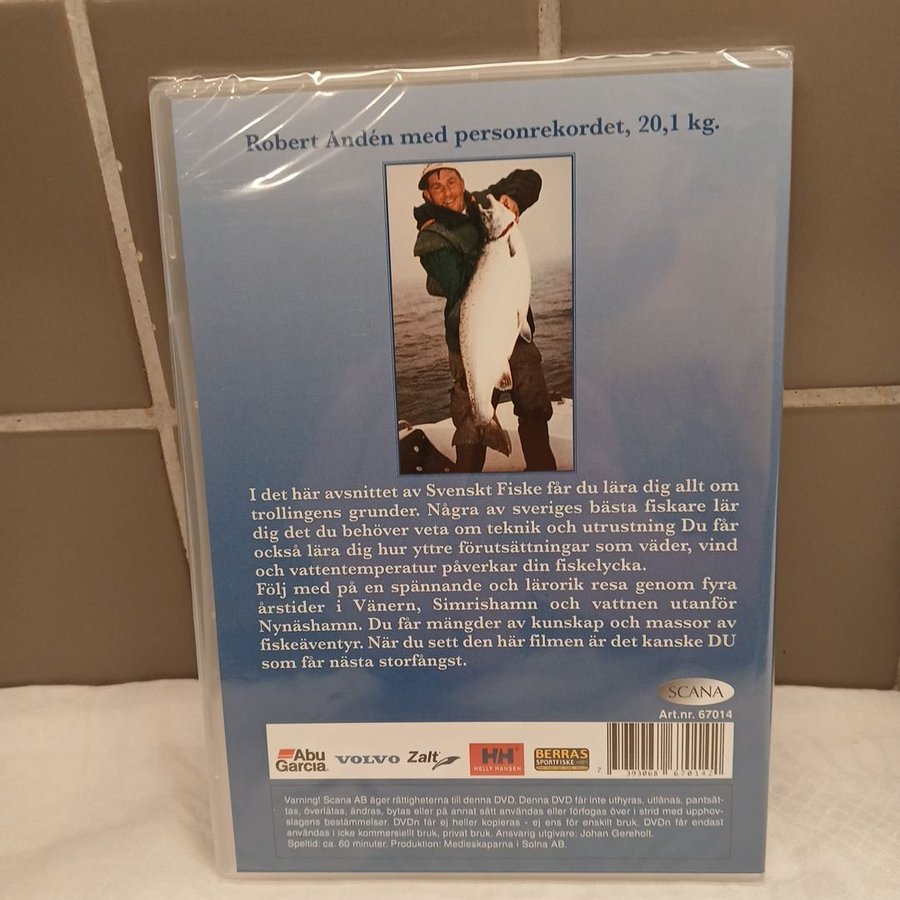 Robert Andén med personrekordet, 20,1 kg.
I det här avsnittet av Svenskt Fiske får du lära dig allt om
trollingens grunder. Några av sveriges bästa fiskare lär
dig det du behöver veta om teknik och utrustning Du får
också lära dig hur yttre förutsättningar som väder, vind
och vattentemperatur påverkar din fiskelycka.
Följ med på en spännande och lärorik resa genom fyra
årstider i Vänern, Simrishamn och vattnen utanför
Nynäshamn. Du får mängder av kunskap och massor av
fiskeäventyr. När du sett den här filmen är det kanske DU
som får nästa storfångst.
SCANA
Art.nr. 67014
Abu
Garcia
VOLVO
Zalt
HH
HELLY HANSEN
BERRAS
SPORTFISKE
7 393068 670142
Varning! Scana AB äger rättigheterna till denna DVD. Denna DVD får inte uthyras, utlånas, pantsät-
tas, överlåtas, ändras, bytas eller på annat sätt användas eller förfogas över i strid med upphov-
slagens bestämmelser. DVDn får ej heller kopieras - ej ens för enskilt bruk. DVDn får endast
användas i icke kommersiellt bruk, privat bruk. Ansvarig utgivare: Johan Gereholt.
Speltid: ca. 60 minuter. Produktion: Medieskaparna i Solna AB.